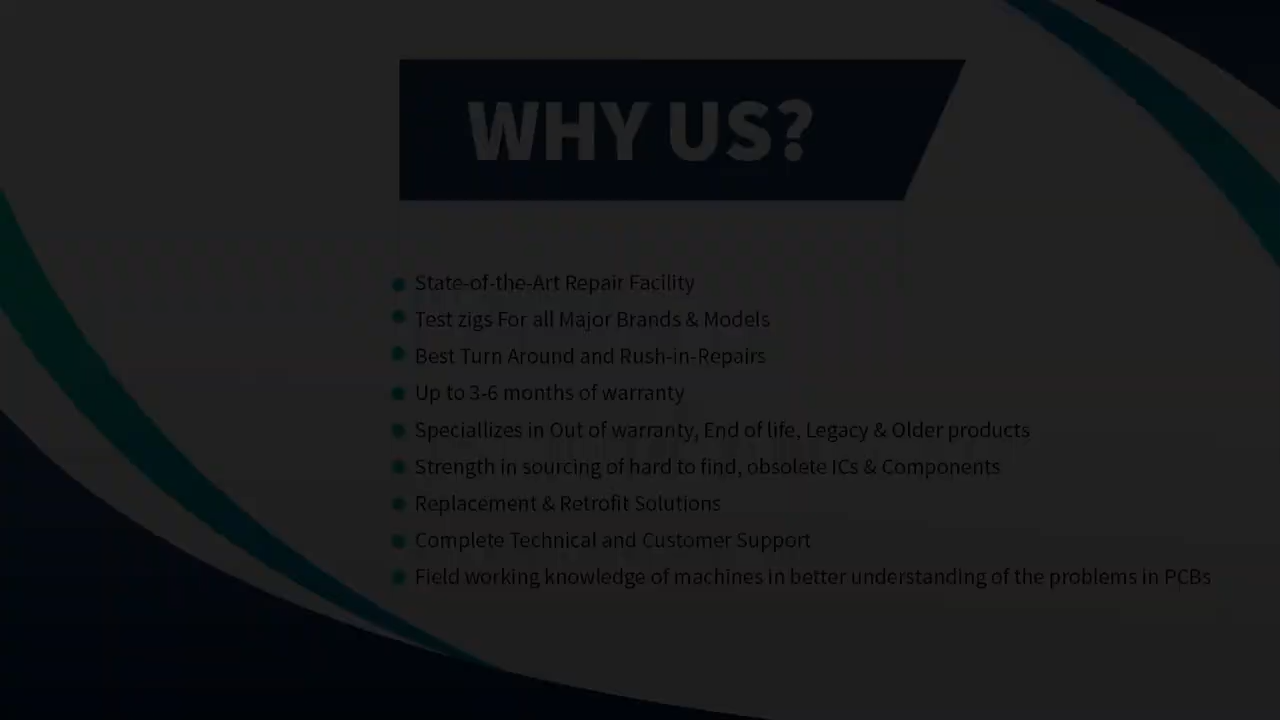 WHY US?
State-of-the-Art Repair Facility
Test zigs For all Major Brands & Models
Best Turn Around and Rush-in-Repairs
Up to 3-6 months of warranty
Speciallizes in Out of warranty, End of life, Legacy & Older products
Strength in sourcing of hard to find, obsolete ICs & Components
Replacement & Retrofit Solutions
Complete Technical and Customer Support
Field working knowledge of machines in better understanding of the problems in PCBs